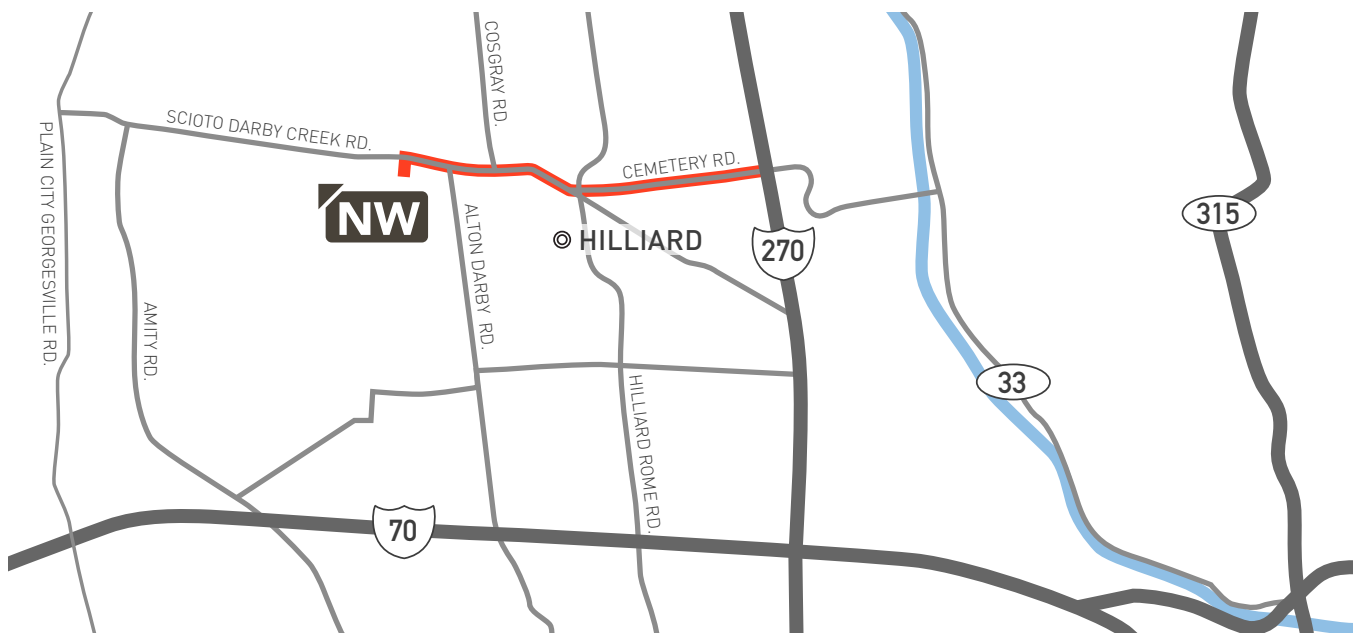 COSGRAY RD.
SCIOTO DARBY CREEK RD.
CEMETERY RD.
PLAIN CITY GEORGESVILLE RD.
NW
ALTON DARBY RD.
HILLIARD
270
315
AMITY RD.
33
HILLIARD ROME RD.
70